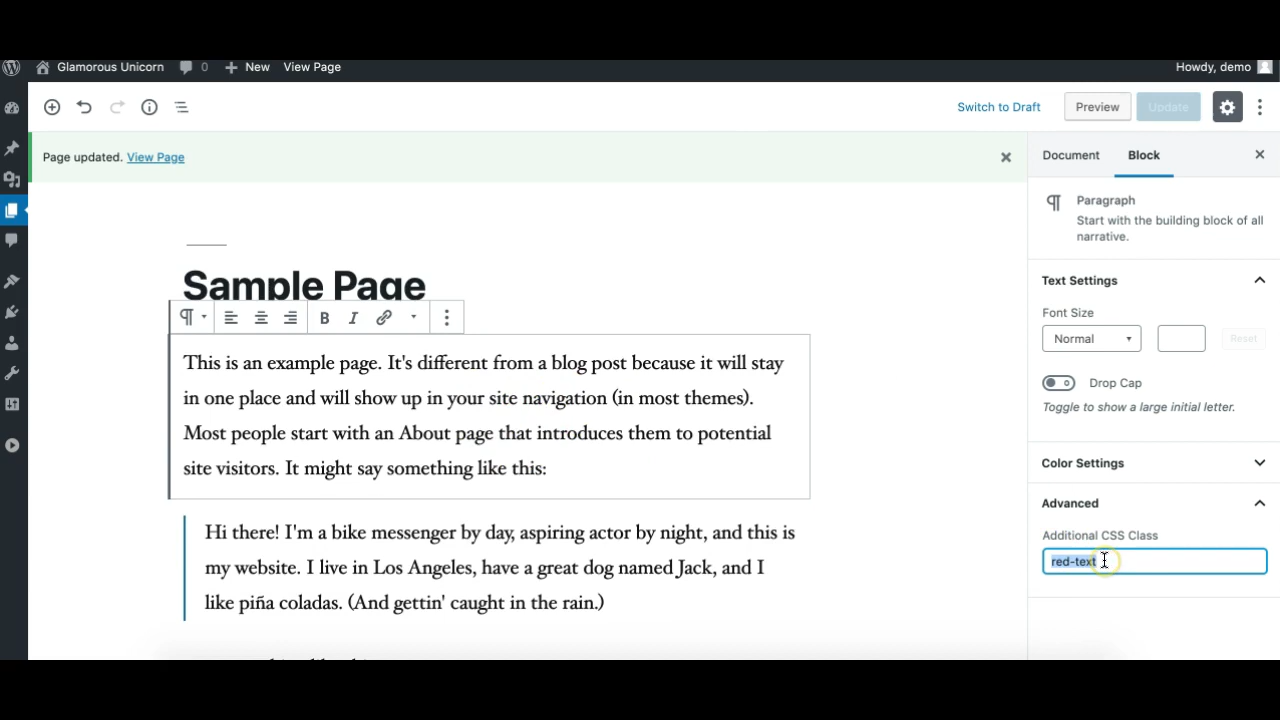 Glamorous Unicorn 0 New View Page Howdy, demo
Switch to Draft Preview Update
Page updated. View Page
Document Block
Paragraph
Start with the building block of all
narrative.
Sample Page
Text Settings
Font Size
Normal Reset
Drop Cap
Toggle to show a large initial letter.
B I
This is an example page. It's different from a blog post because it will stay
in one place and will show up in your site navigation (in most themes).
Most people start with an About page that introduces them to potential
site visitors. It might say something like this:
Color Settings
Advanced
Additional CSS Class
red-text
Hi there! I'm a bike messenger by day, aspiring actor by night, and this is
my website. I live in Los Angeles, have a great dog named Jack, and I
like piña coladas. (And gettin' caught in the rain.)